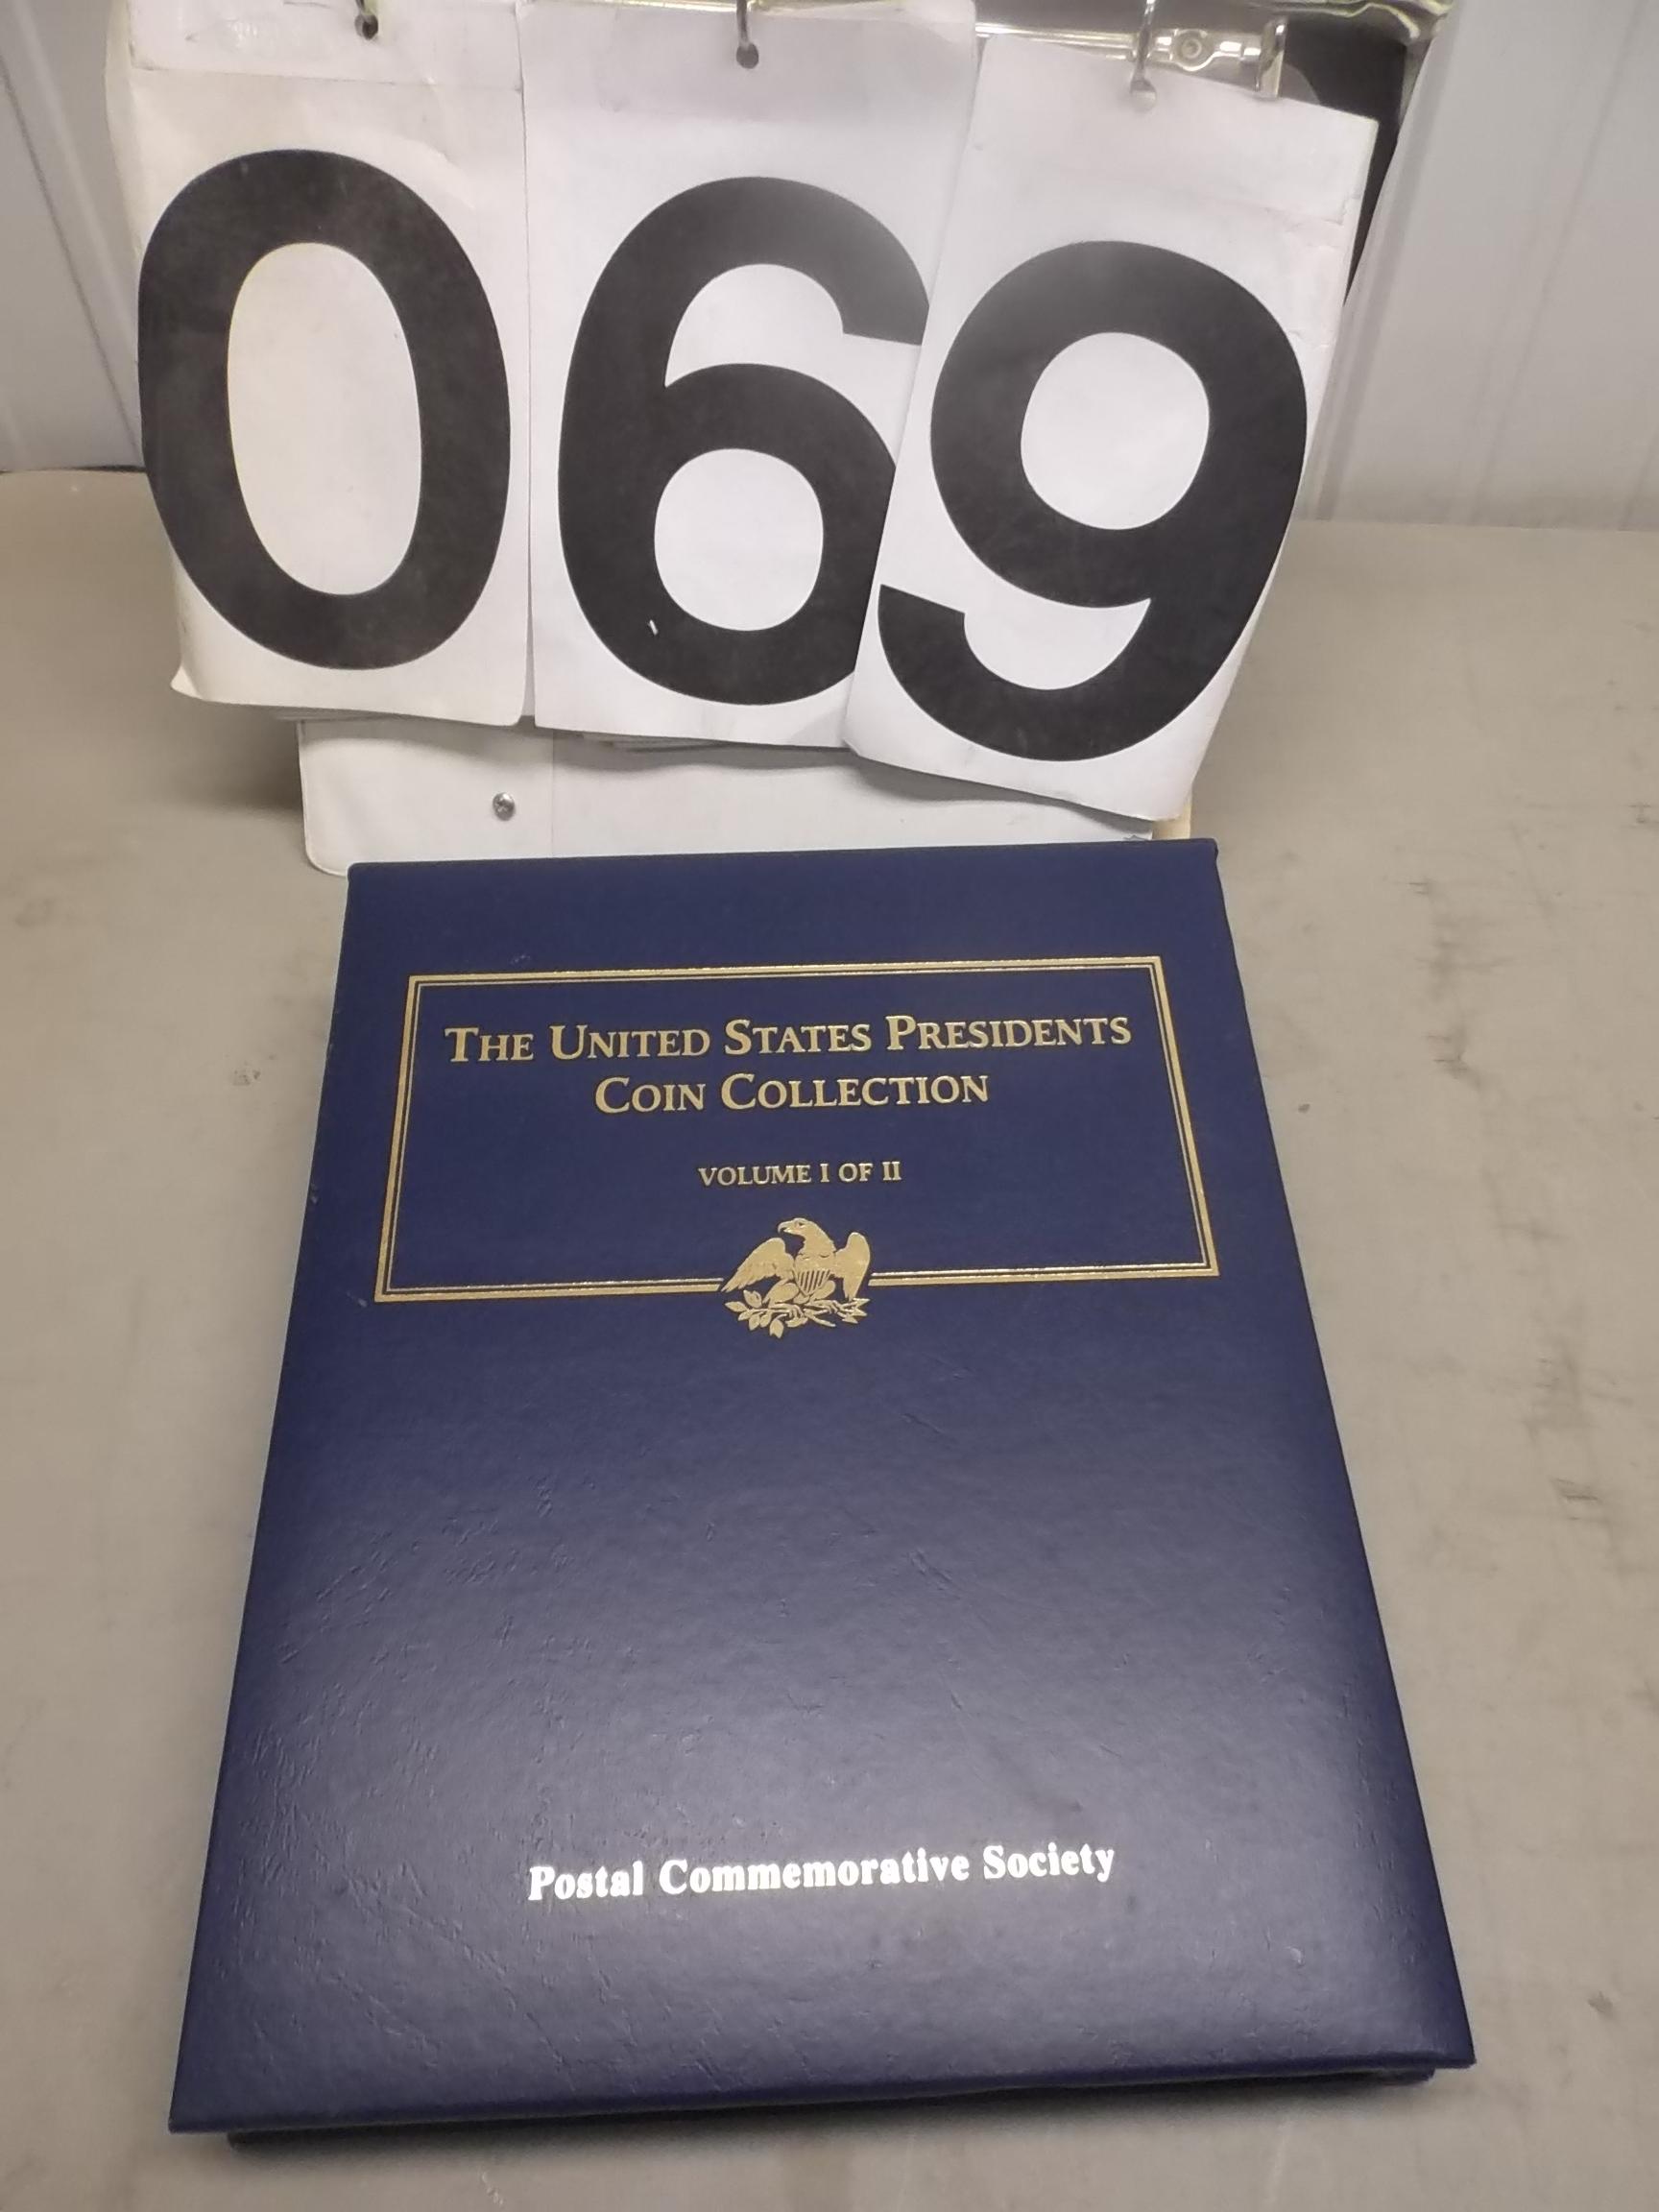 069
THE UNITED STATES PRESIDENTS
COIN COLLECTION
VOLUME I OF II
Postal Commemorative Society